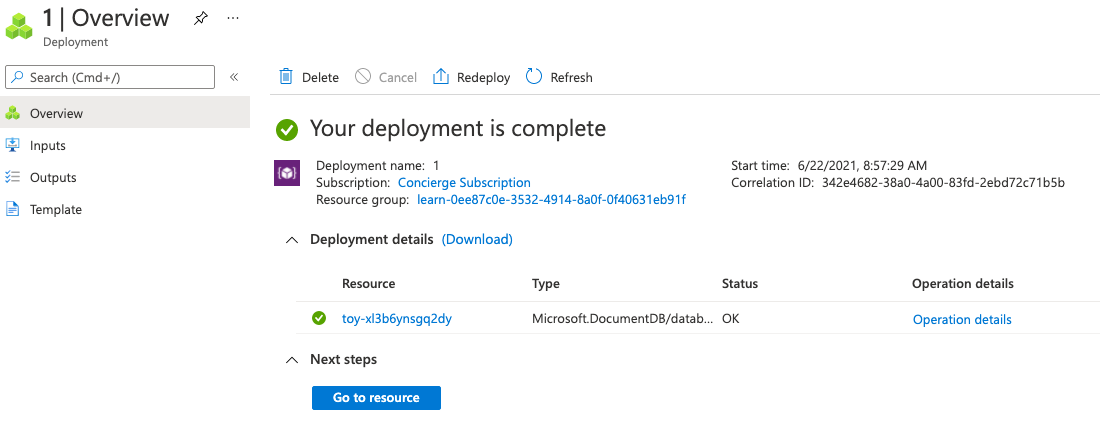 1 | Overview
...
Deployment
Search (Cmd+/)
«
Delete
Cancel
Redeploy
Refresh
Overview
Inputs
Outputs
Template
Your deployment is complete
Deployment name: 1
Subscription: Concierge Subscription
Resource group: learn-0ee87c0e-3532-4914-8a0f-0f40631eb91f
Start time: 6/22/2021, 8:57:29 AM
Correlation ID: 342e4682-38a0-4a00-83fd-2ebd72c71b5b
Deployment details (Download)
Resource Type Status Operation details
toy-xl3b6ynsgq2dy Microsoft.DocumentDB/datab... OK Operation details
Next steps
Go to resource